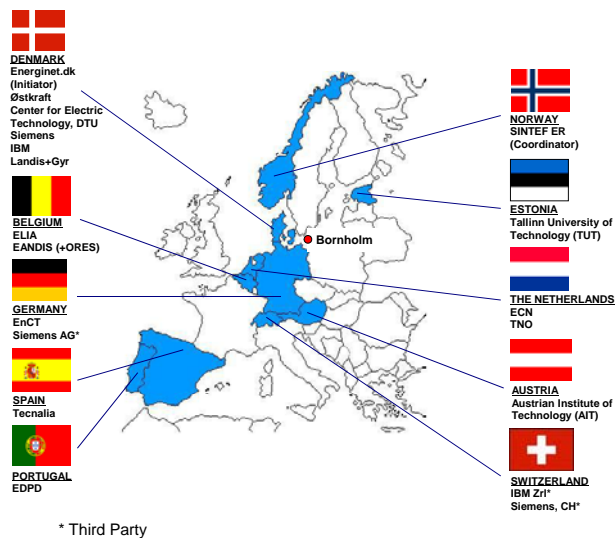 DENMARK
Energinet.dk
(Initiator)
Østkraft
Center for Electric
Technology, DTU
Siemens
IBM
Landis+Gyr
BELGIUM
ELIA
EANDIS (+ORES)
GERMANY
EnCT
Siemens AG*
SPAIN
Tecnalia
PORTUGAL
EDPD
Bornholm
NORWAY
SINTEF ER
(Coordinator)
ESTONIA
Tallinn University of
Technology (TUT)
THE NETHERLANDS
ECN
TNO
AUSTRIA
Austrian Institute of
Technology (AIT)
SWITZERLAND
IBM Zrl*
Siemens, CH*
* Third Party